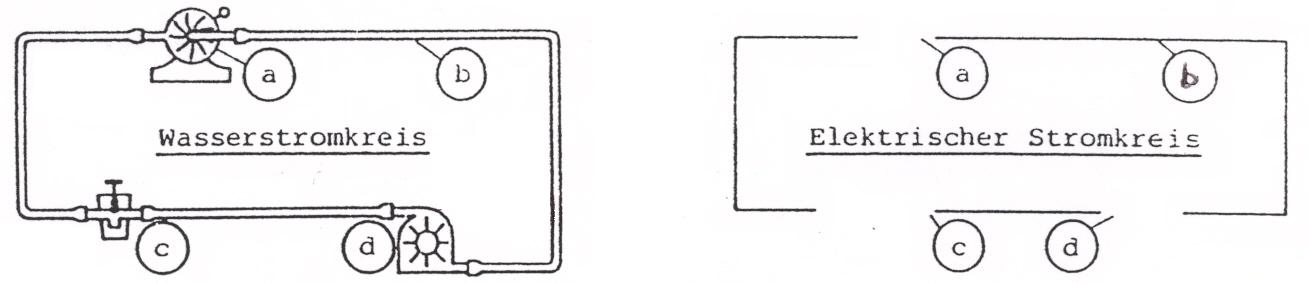 a
b
Wasserstromkreis
c
d
a
b
Elektrischer Stromkreis
c
d